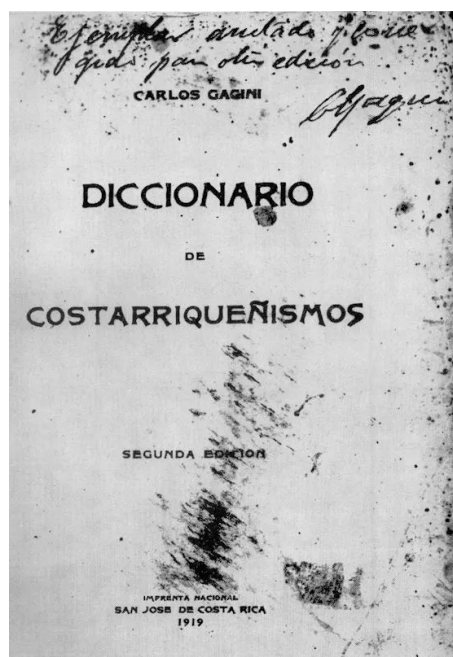 Ejemplar anotado y corre
gido para otra edición
CGagini
CARLOS GAGINI
DICCIONARIO
DE
COSTARRIQUEÑISMOS
SEGUNDA EDICION
IMPRENTA NACIONAL
SAN JOSE DE COSTA RICA
1919